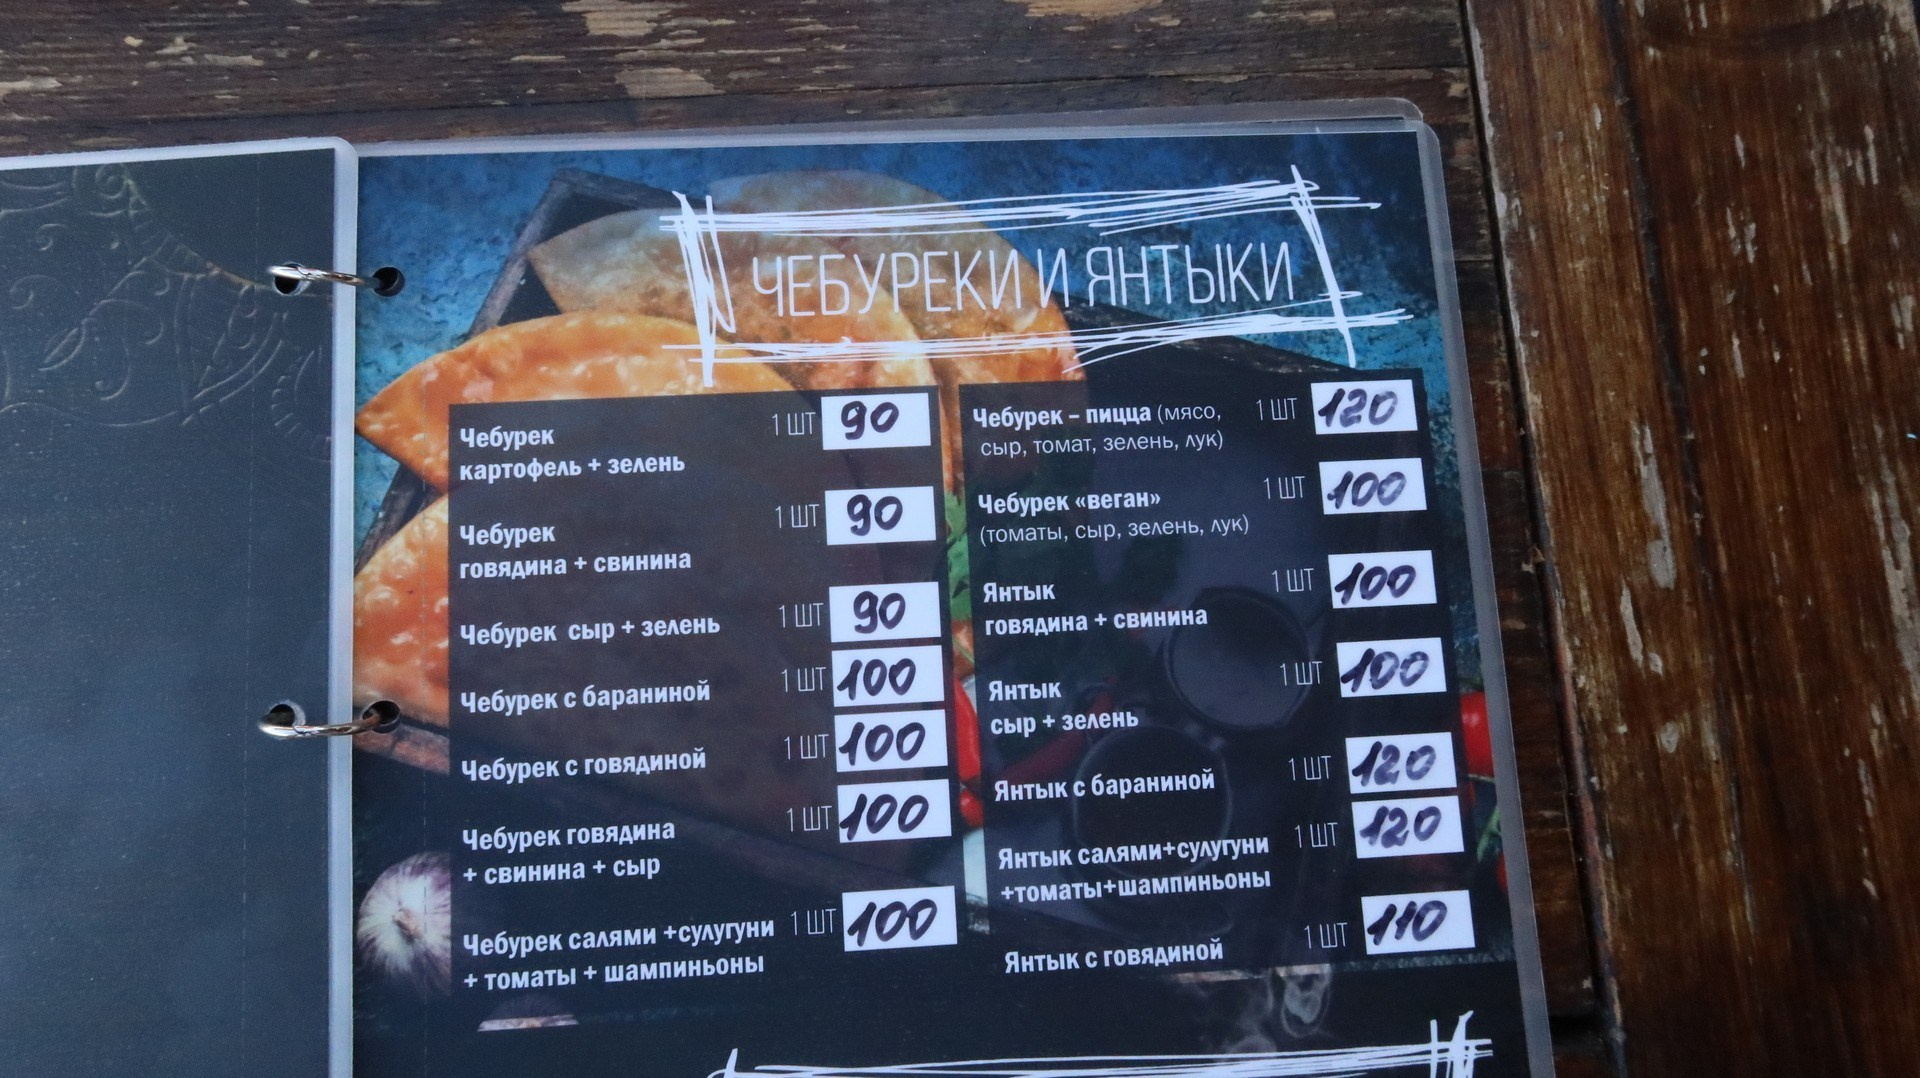 ЧЕБУРЕКИ И ЯНТЫКИ
Чебурек 1 ШТ 90
картофель + зелень
Чебурек 1 ШТ 90
говядина + свинина
Чебурек сыр + зелень 1 ШТ 90
Чебурек с бараниной 1 ШТ 100
Чебурек с говядиной 1 ШТ 100
Чебурек говядина 1 ШТ 100
+ свинина + сыр
Чебурек салями +сулугуни 1 ШТ 100
+ томаты + шампиньоны
Чебурек – пицца (мясо, 1 ШТ 120
сыр, томат, зелень, лук)
Чебурек «веган» 1 ШТ 100
(томаты, сыр, зелень, лук)
Янтык 1 ШТ 100
говядина + свинина
Янтык 1 ШТ 100
сыр + зелень
Янтык с бараниной 1 ШТ 120
Янтык салями+сулугуни 1 ШТ 120
+томаты+шампиньоны
Янтык с говядиной 1 ШТ 110